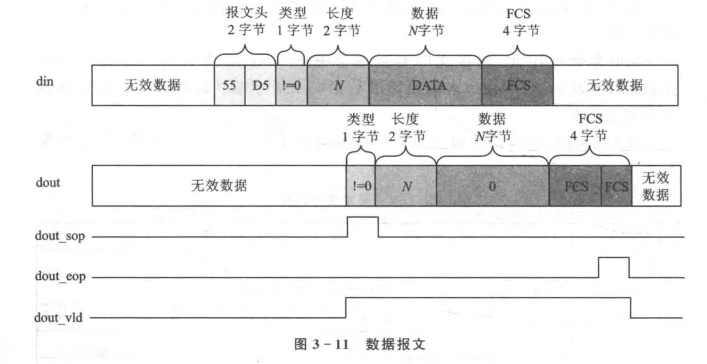 报文头 类型 长度 数据 FCS
2 字节 1 字节 2 字节 N字节 4 字节
din 无效数据 55 D5 !=0 N DATA FCS 无效数据
类型 长度 数据 FCS
1 字节 2 字节 N字节 4 字节
dout 无效数据 !=0 N 0 FCS FCS 无效
数据
dout_sop
dout_eop
dout_vld
图 3-11 数据报文